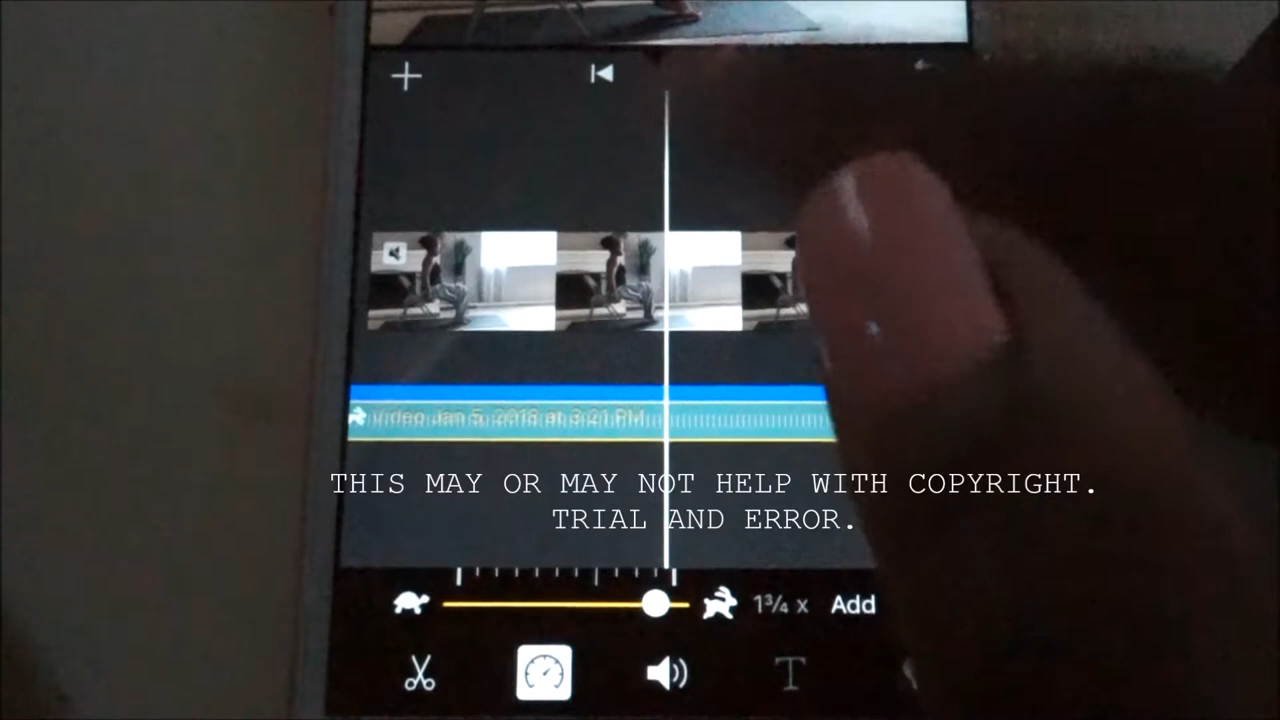 video Jan 5, 2018 at 3:21 PM
THIS MAY OR MAY NOT HELP WITH COPYRIGHT.
TRIAL AND ERROR.
1¾ x Add
T